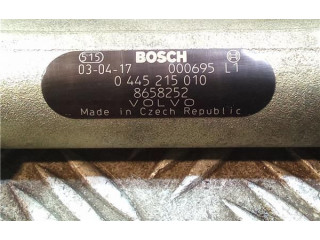 515 BOSCH
03-04-17 000695 L1
0 445 215 010
8658252
VOLVO
Made in Czech Republic